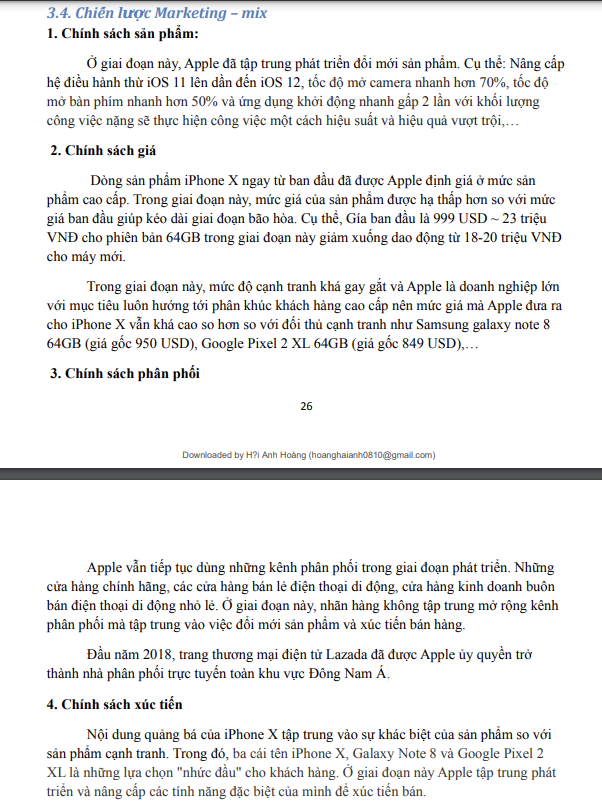 3.4. Chiến lược Marketing – mix
1. Chính sách sản phẩm:
Ở giai đoạn này, Apple đã tập trung phát triển đổi mới sản phẩm. Cụ thể: Nâng cấp
hệ điều hành thừ iOS 11 lên dần đến iOS 12, tốc độ mở camera nhanh hơn 70%, tốc độ
mở bàn phím nhanh hơn 50% và ứng dụng khởi động nhanh gấp 2 lần với khối lượng
công việc nặng sẽ thực hiện công việc một cách hiệu suất và hiệu quả vượt trội,…
2. Chính sách giá
Dòng sản phẩm iPhone X ngay từ ban đầu đã được Apple định giá ở mức sản
phẩm cao cấp. Trong giai đoạn này, mức giá của sản phẩm được hạ thấp hơn so với mức
giá ban đầu giúp kéo dài giai đoạn bão hòa. Cụ thể, Gía ban đầu là 999 USD ~ 23 triệu
VNĐ cho phiên bản 64GB trong giai đoạn này giảm xuống dao động từ 18-20 triệu VNĐ
cho máy mới.
Trong giai đoạn này, mức độ cạnh tranh khá gay gắt và Apple là doanh nghiệp lớn
với mục tiêu luôn hướng tới phân khúc khách hàng cao cấp nên mức giá mà Apple đưa ra
cho iPhone X vẫn khá cao so hơn so với đối thủ cạnh tranh như Samsung galaxy note 8
64GB (giá gốc 950 USD), Google Pixel 2 XL 64GB (giá gốc 849 USD),…
3. Chính sách phân phối
26
Downloaded by H?i Anh Hoàng (hoanghaianh0810@gmail.com)
Apple vẫn tiếp tục dùng những kênh phân phối trong giai đoạn phát triển. Những
cửa hàng chính hãng, các cửa hàng bán lẻ điện thoại di động, cửa hàng kinh doanh buôn
bán điện thoại di động nhỏ lẻ. Ở giai đoạn này, nhãn hàng không tập trung mở rộng kênh
phân phối mà tập trung vào việc đổi mới sản phẩm và xúc tiến bán hàng.
Đầu năm 2018, trang thương mại điện tử Lazada đã được Apple ủy quyền trở
thành nhà phân phối trực tuyến toàn khu vực Đông Nam Á.
4. Chính sách xúc tiến
Nội dung quảng bá của iPhone X tập trung vào sự khác biệt của sản phẩm so với
sản phẩm cạnh tranh. Trong đó, ba cái tên iPhone X, Galaxy Note 8 và Google Pixel 2
XL là những lựa chọn "nhức đầu" cho khách hàng. Ở giai đoạn này Apple tập trung phát
triển và nâng cấp các tính năng đặc biệt của mình để xúc tiến bán.